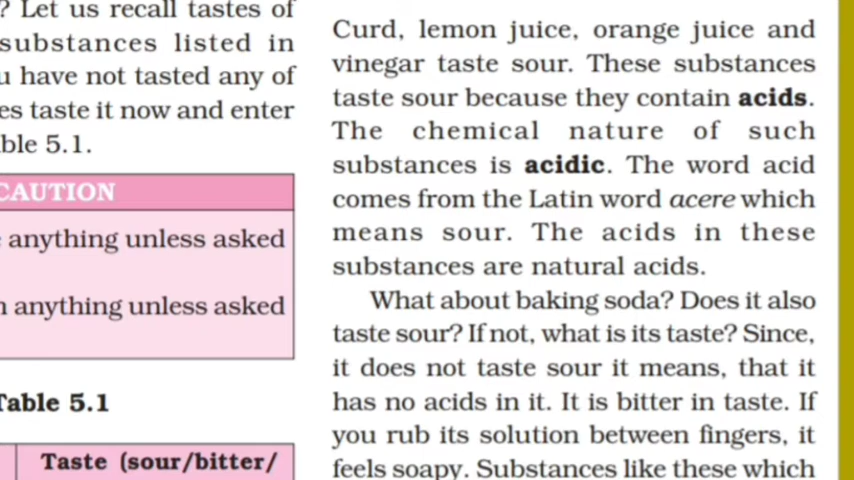 ? Let us recall tastes of
substances listed in
have not tasted any of
taste it now and enter
5.1.
CAUTION
anything unless asked
anything unless asked
Table 5.1
Taste (sour/bitter/
Curd, lemon juice, orange juice and
vinegar taste sour. These substances
taste sour because they contain acids.
The chemical nature of such
substances is acidic. The word acid
comes from the Latin word acere which
means sour. The acids in these
substances are natural acids.
What about baking soda? Does it also
taste sour? If not, what is its taste? Since,
it does not taste sour it means, that it
has no acids in it. It is bitter in taste. If
you rub its solution between fingers, it
feels soapy. Substances like these which